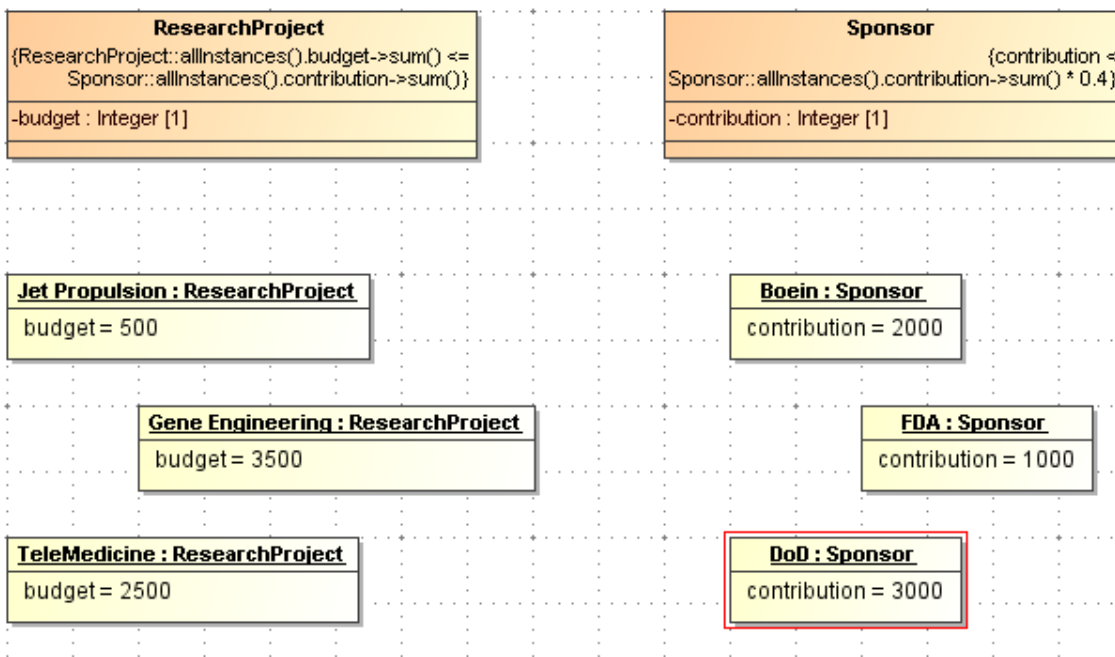 ResearchProject
{ResearchProject::allInstances().budget->sum() <=
Sponsor::allInstances().contribution->sum()}
-budget : Integer [1]
Sponsor
{contribution <
Sponsor::allInstances().contribution->sum() * 0.4}
-contribution : Integer [1]
Jet Propulsion : ResearchProject
budget = 500
Boein : Sponsor
contribution = 2000
Gene Engineering : ResearchProject
budget = 3500
FDA : Sponsor
contribution = 1000
TeleMedicine : ResearchProject
budget = 2500
DoD : Sponsor
contribution = 3000